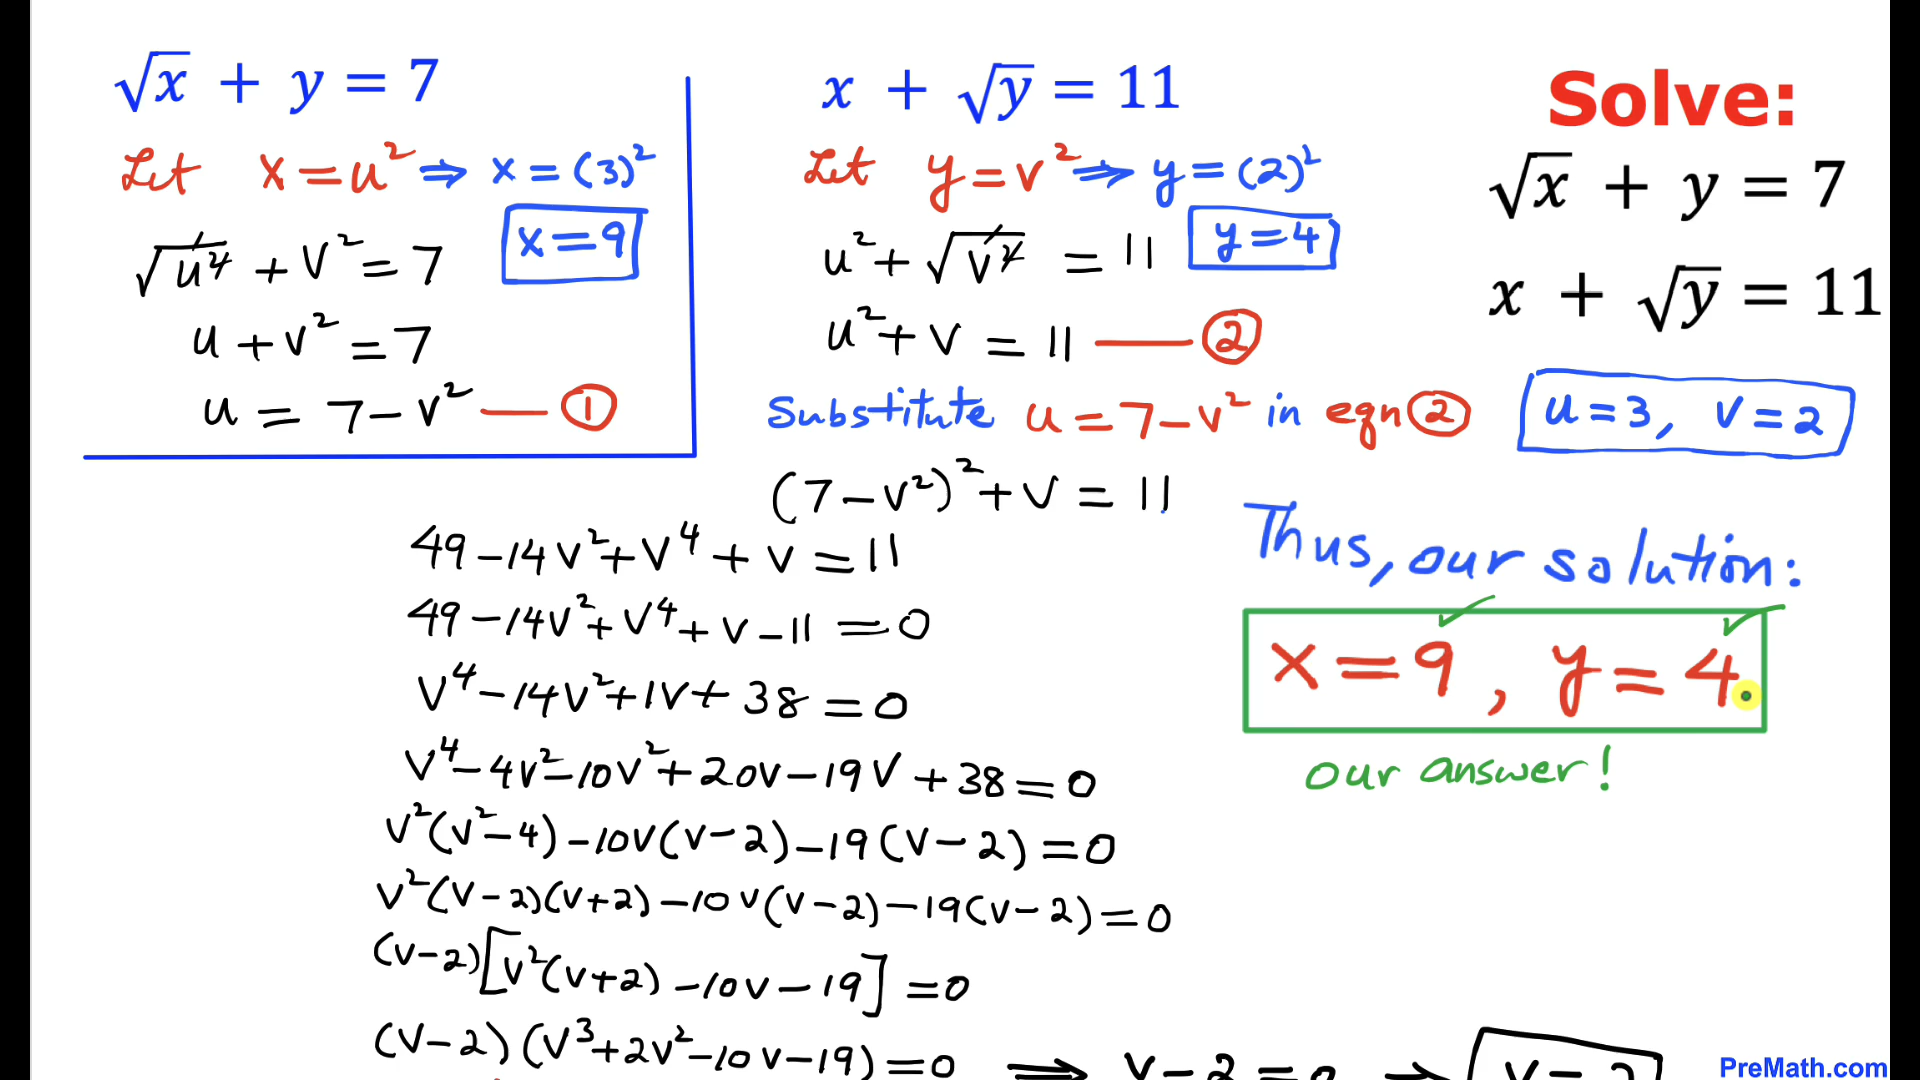 √x + y = 7
Let x = u² ⇒ x = (3)²
x = 9
√u² + v² = 7
u + v² = 7
u = 7 − v² —— ①
x + √y = 11
Let y = v² ⇒ y = (2)²
y = 4
u² + √v² = 11
u² + v = 11 —— ②
Substitute u = 7 − v² in eqn ②
(7 − v²)² + v = 11
49 − 14v² + v⁴ + v = 11
49 − 14v² + v⁴ + v − 11 = 0
v⁴ − 14v² + 1v + 38 = 0
v⁴ − 4v² − 10v² + 20v − 19v + 38 = 0
v²(v² − 4) − 10v(v − 2) − 19(v − 2) = 0
v²(v − 2)(v + 2) − 10v(v − 2) − 19(v − 2) = 0
(v − 2)[v²(v + 2) − 10v − 19] = 0
(v − 2)(v³ + 2v² − 10v − 19) = 0 ⇒ v − 2 = 0 ⇒ v = 2
Solve:
√x + y = 7
x + √y = 11
u = 3, v = 2
Thus, our solution:
x = 9, y = 4
our answer!
PreMath.com